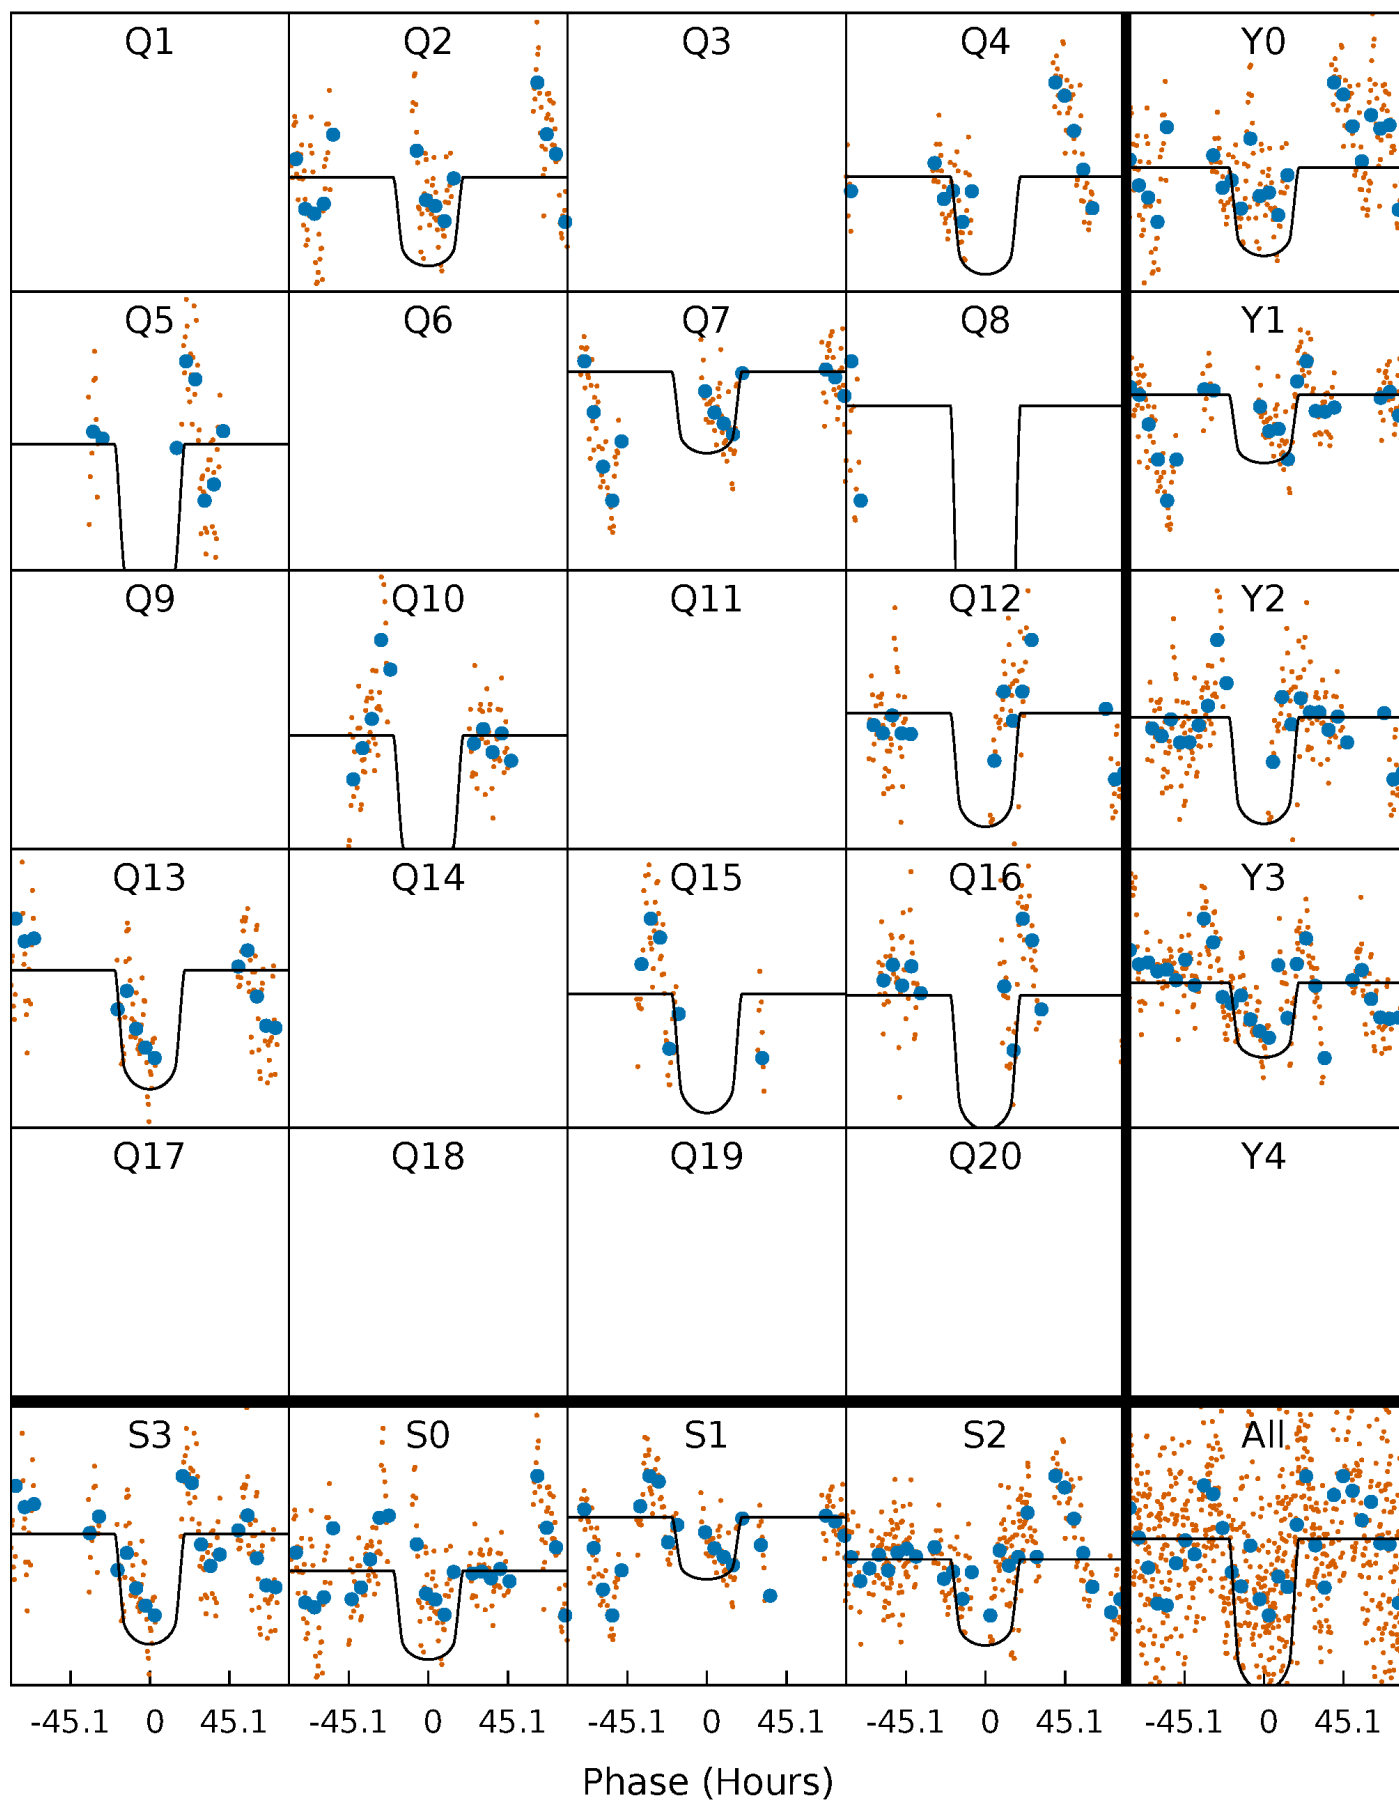 Q1 Q2 Q3 Q4 Y0
Q5 Q6 Q7 Q8 Y1
Q9 Q10 Q11 Q12 Y2
Q13 Q14 Q15 Q16 Y3
Q17 Q18 Q19 Q20 Y4
S3 S0 S1 S2 All
-45.1 0 45.1 -45.1 0 45.1 -45.1 0 45.1 -45.1 0 45.1 -45.1 0 45.1
Phase (Hours)